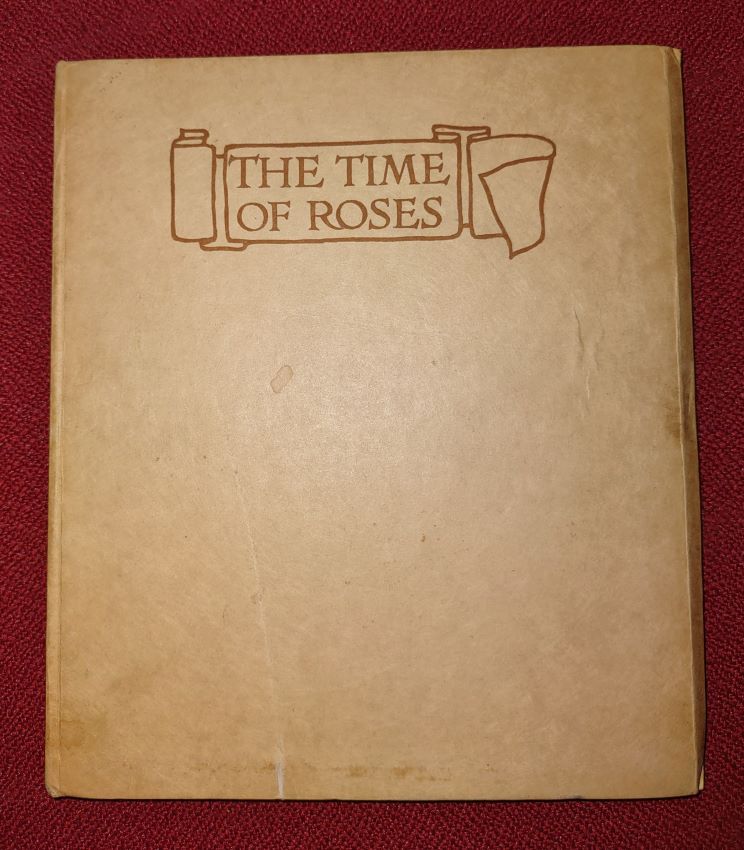 THE TIME
OF ROSES